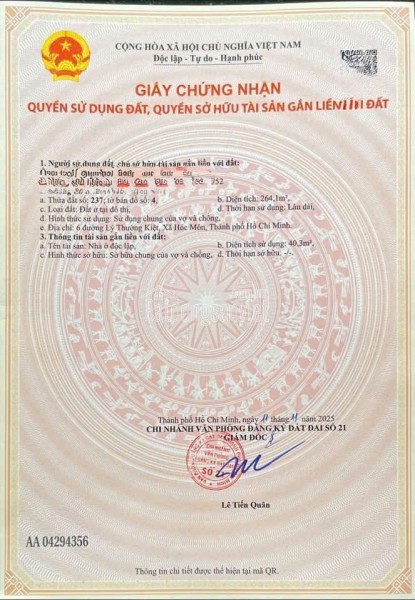 CỘNG HÒA XÃ HỘI CHỦ NGHĨA VIỆT NAM
Độc lập - Tự do - Hạnh phúc
GIẤY CHỨNG NHẬN
QUYỀN SỬ DỤNG ĐẤT, QUYỀN SỞ HỮU TÀI SẢN GẮN LIỀN ĐẤT
1. Người sử dụng đất, chủ sở hữu tài sản gắn liền với đất:
a. Thửa đất số: 237; tờ bản đồ số: 4, b. Diện tích: 264,1m²,
c. Loại đất: Đất ở tại đô thị, d. Thời hạn sử dụng: Lâu dài,
đ. Hình thức sử dụng: Sử dụng chung của vợ và chồng,
e. Địa chỉ: 6 đường Lý Thường Kiệt, Xã Hóc Môn, Thành phố Hồ Chí Minh.
3. Thông tin tài sản gắn liền với đất:
a. Tên tài sản: Nhà ở độc lập, b. Diện tích sử dụng: 40,3m²,
c. Hình thức sở hữu: Sở hữu chung của vợ và chồng, d. Thời hạn sở hữu: -/-.
Thành phố Hồ Chí Minh, ngày tháng năm 2025
CHI NHÁNH VĂN PHÒNG ĐĂNG KÝ ĐẤT ĐAI SỐ 21
GIÁM ĐỐC
Lê Tiến Quân
AA 04294356
Thông tin chi tiết được thể hiện tại mã QR.